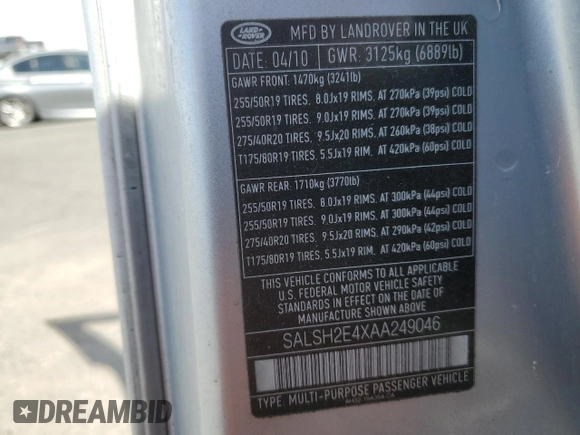 LAND
ROVER
MFD BY LANDROVER IN THE UK
DATE: 04/10 GWR: 3125kg (6889lb)
GAWR FRONT: 1470kg (3241lb)
255/50R19 TIRES. 8.0Jx19 RIMS. AT 270kPa (39psi) COLD
255/50R19 TIRES. 9.0Jx19 RIMS. AT 270kPa (39psi) COLD
275/40R20 TIRES. 9.5Jx20 RIMS. AT 260kPa (38psi) COLD
T175/80R19 TIRES. 5.5Jx19 RIM. AT 420kPa (60psi) COLD
GAWR REAR: 1710kg (3770lb)
255/50R19 TIRES. 8.0Jx19 RIMS. AT 300kPa (44psi) COLD
255/50R19 TIRES. 9.0Jx19 RIMS. AT 300kPa (44psi) COLD
275/40R20 TIRES. 9.5Jx20 RIMS. AT 290kPa (42psi) COLD
T175/80R19 TIRES. 5.5Jx19 RIM. AT 420kPa (60psi) COLD
THIS VEHICLE CONFORMS TO ALL APPLICABLE
U.S. FEDERAL MOTOR VEHICLE SAFETY
STANDARDS IN EFFECT ON THE DATE OF
MANUFACTURE SHOWN ABOVE
SALSH2E4XAA249046
TYPE: MULTI-PURPOSE PASSENGER VEHICLE
DREAMBID